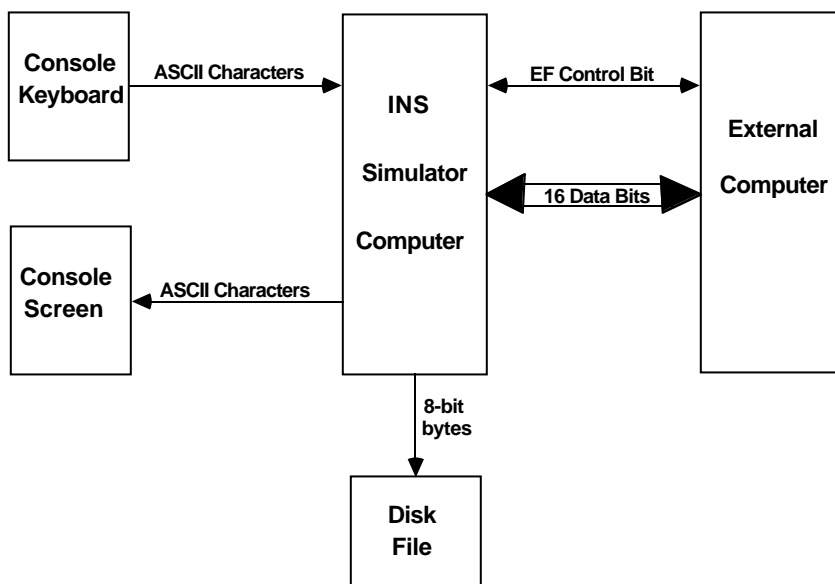 Console
Keyboard
ASCII Characters
INS
Simulator
Computer
EF Control Bit
16 Data Bits
External
Computer
Console
Screen
ASCII Characters
8-bit
bytes
Disk
File